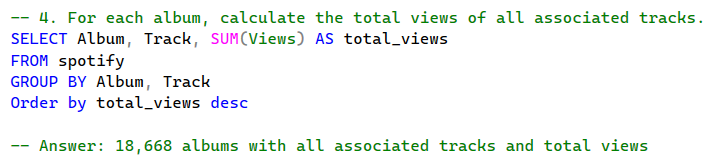 -- 4. For each album, calculate the total views of all associated tracks.
SELECT Album, Track, SUM(Views) AS total_views
FROM spotify
GROUP BY Album, Track
Order by total_views desc
-- Answer: 18,668 albums with all associated tracks and total views